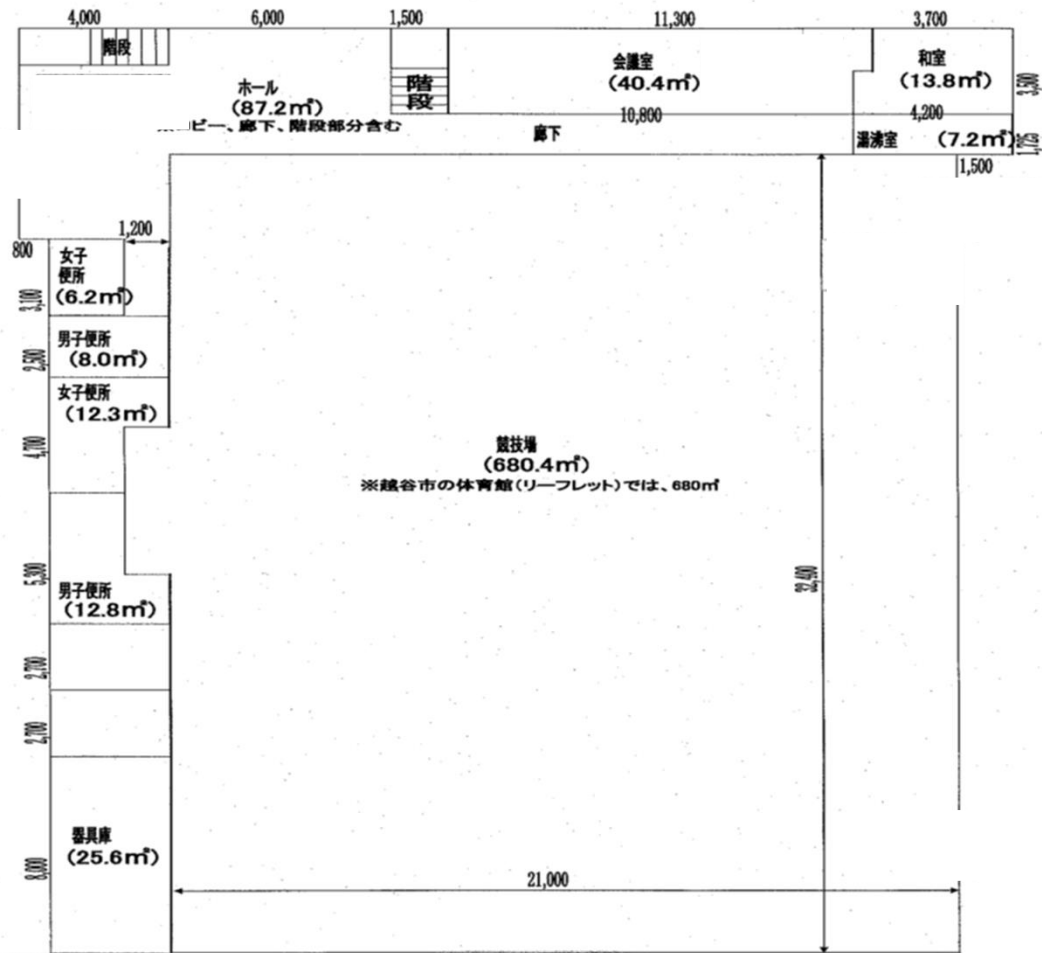 4,000
6,000
1,500
11,300
3,700
階段
ホール
(87.2㎡)
ビー、廊下、階段部分含む
階
段
会議室
(40.4㎡)
10,800
和室
(13.8㎡)
3,500
4,200
廊下
湯沸室 (7.2㎡)
1,500
800
1,200
女子
便所
(6.2㎡)
3,100
男子便所
(8.0㎡)
2,500
女子便所
(12.3㎡)
4,700
競技場
(680.4㎡)
※越谷市の体育館(リーフレット)では、680㎡
5,300
男子便所
(12.8㎡)
32,400
2,700
2,700
器具庫
(25.6㎡)
8,000
21,000